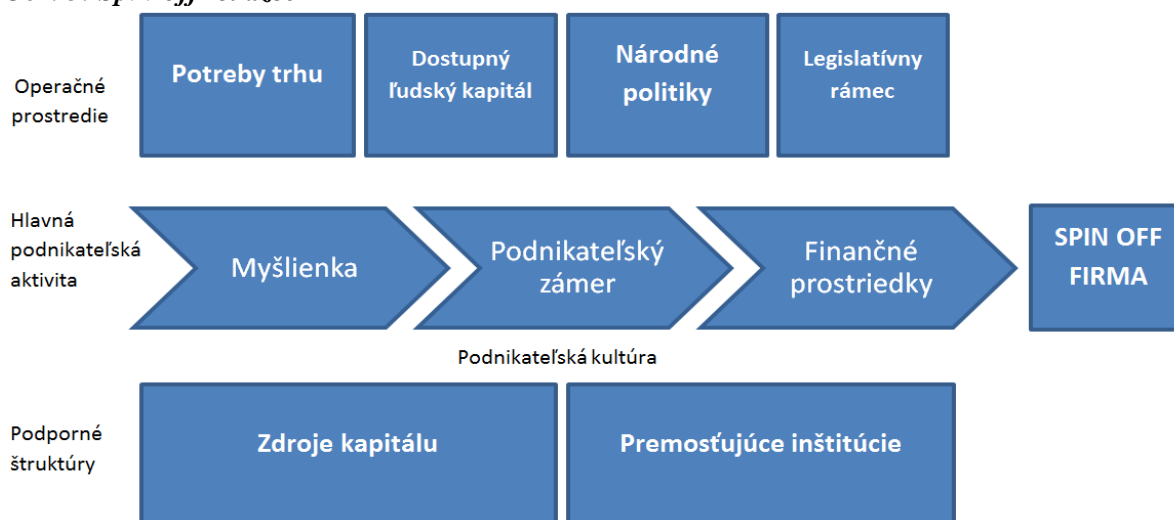 Operačné
prostredie
Potreby trhu
Dostupný
ľudský kapitál
Národné
politiky
Legislatívny
rámec
Hlavná
podnikateľská
aktivita
Myšlienka
Podnikateľský
zámer
Finančné
prostriedky
SPIN OFF
FIRMA
Podnikateľská kultúra
Podporné
štruktúry
Zdroje kapitálu
Premosťujúce inštitúcie